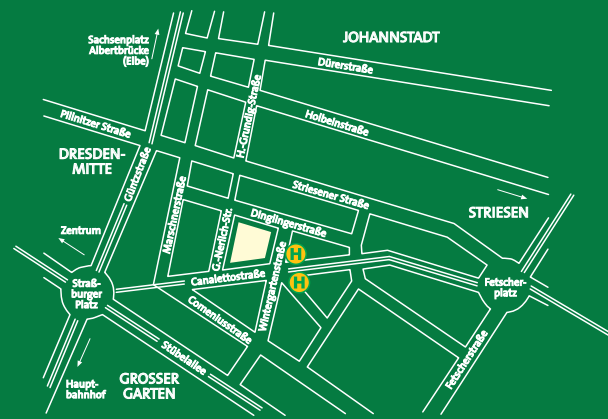 JOHANNSTADT
Sachsenplatz
Albertbrücke
(Elbe)
Dürerstraße
Pillnitzer Straße
H.-Grundig-Straße
Holbeinstraße
DRESDEN-
MITTE
Güntzstraße
Marschnerstraße
Striesener Straße
STRIESEN
G.-Nerlich-Str.
Dinglingerstraße
Zentrum
H
Canalettostraße
Wintergartenstraße
H
Straß-
burger
Platz
Fetscher-
platz
Comeniusstraße
Stübelallee
Fetscherstraße
Haupt-
bahnhof
GROSSER
GARTEN